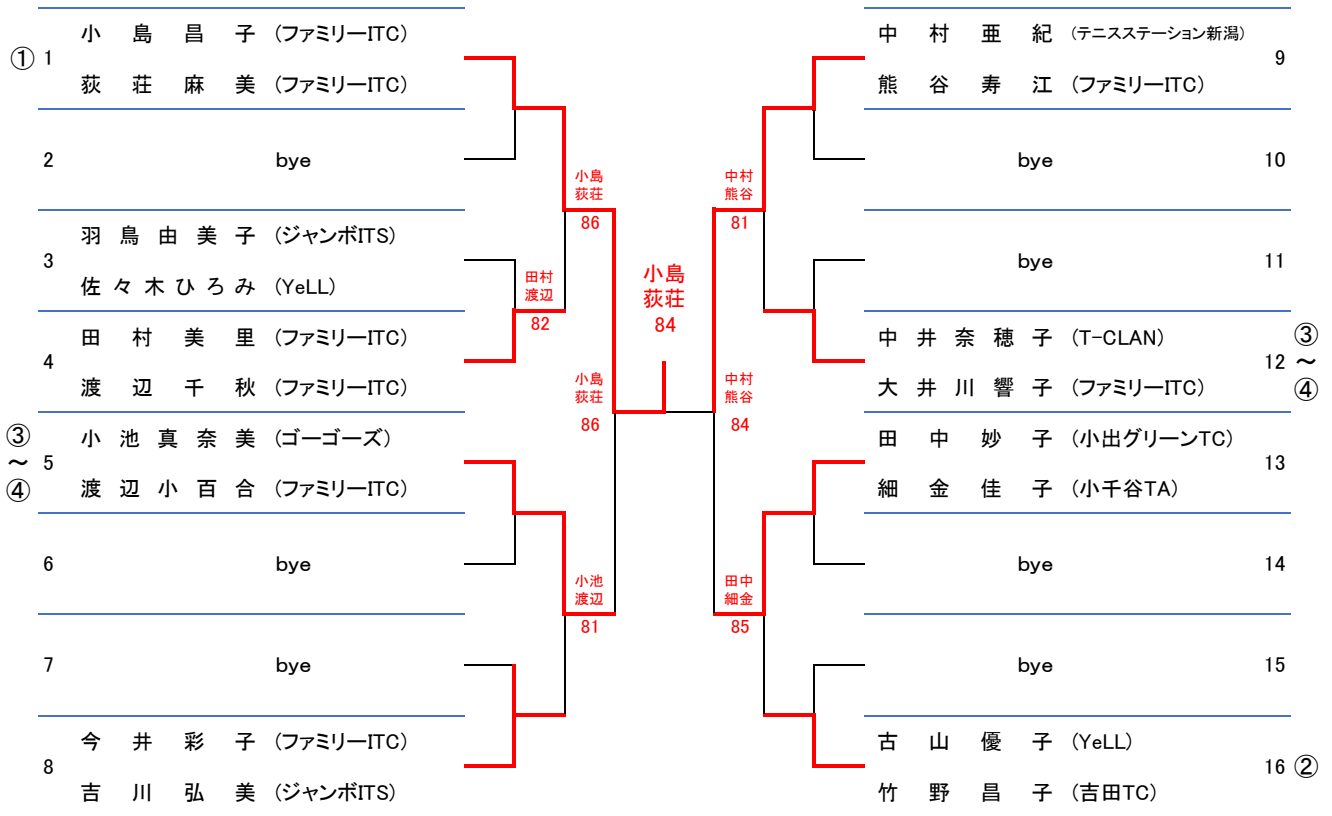 ① 1
小島昌子 (ファミリーITC)
荻荘麻美 (ファミリーITC)
2 bye
3
羽鳥由美子 (ジャンボITS)
佐々木ひろみ (YeLL)
4
田村美里 (ファミリーITC)
渡辺千秋 (ファミリーITC)
③
～
④
5
小池真奈美 (ゴーゴーズ)
渡辺小百合 (ファミリーITC)
6 bye
7 bye
8
今井彩子 (ファミリーITC)
吉川弘美 (ジャンボITS)
田村
渡辺
82
小島
荻荘
86
小島
荻荘
86
小池
渡辺
81
小島
荻荘
84
中村
熊谷
81
中村
熊谷
84
田中
細金
85
中村亜紀 (テニスステーション新潟)
熊谷寿江 (ファミリーITC)
9
bye 10
bye 11
中井奈穂子 (T-CLAN)
大井川響子 (ファミリーITC)
12
③
～
④
田中妙子 (小出グリーンTC)
細金佳子 (小千谷TA)
13
bye 14
bye 15
古山優子 (YeLL)
竹野昌子 (吉田TC)
16 ②